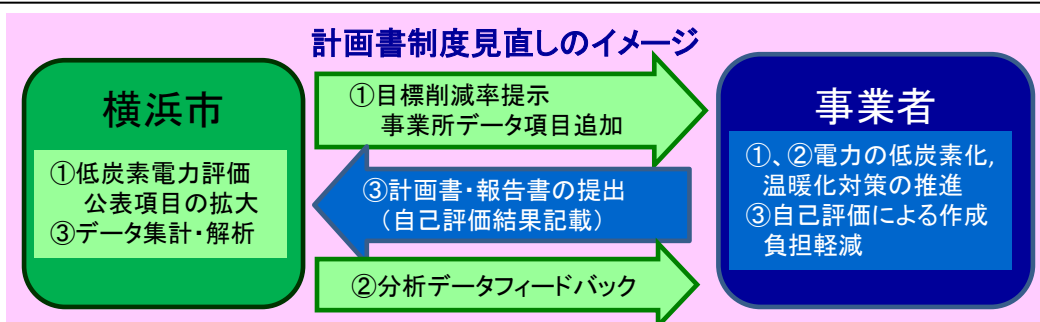 計画書制度見直しのイメージ
横浜市
①低炭素電力評価
公表項目の拡大
③データ集計・解析
①目標削減率提示
事業所データ項目追加
③計画書・報告書の提出
（自己評価結果記載）
②分析データフィードバック
事業者
①、②電力の低炭素化,
温暖化対策の推進
③自己評価による作成
負担軽減